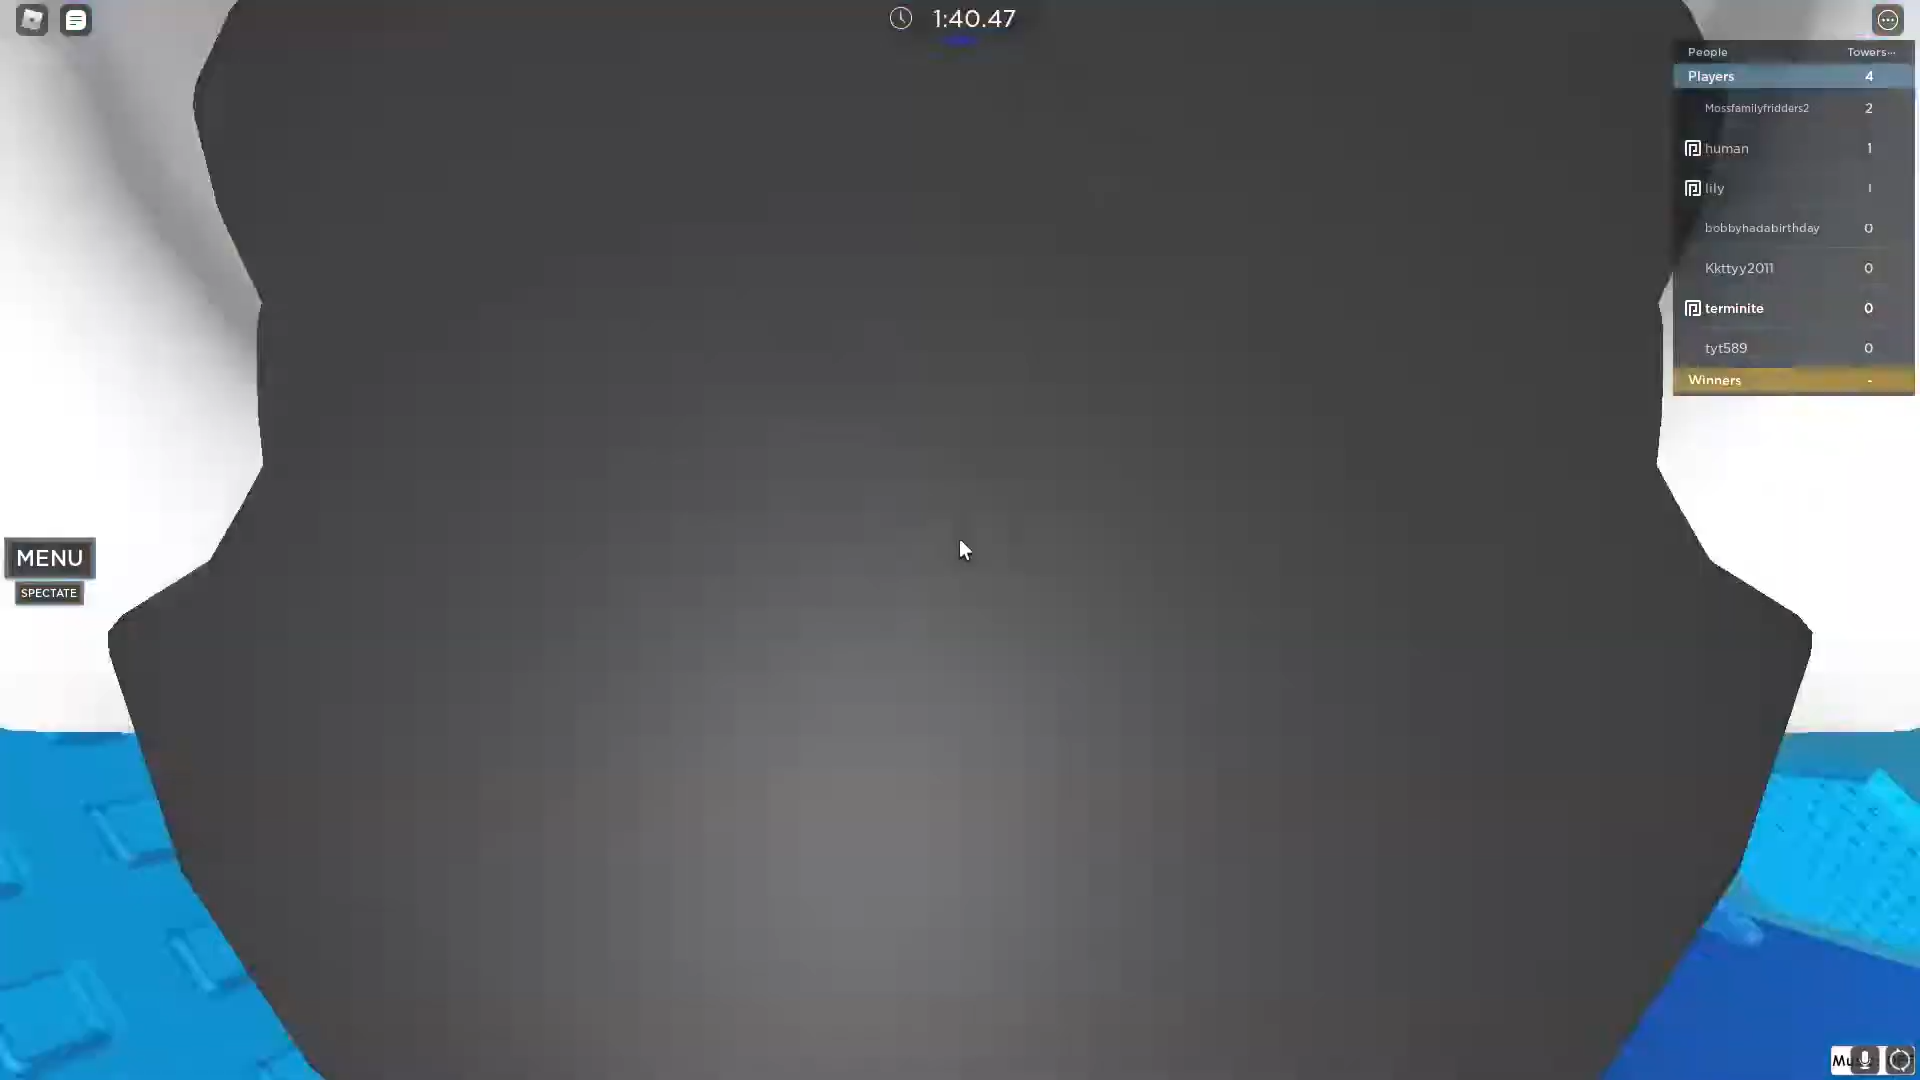 1:40.47
People Towers...
Players 4
Mossfamilyfridders2 2
human 1
lily 1
bobbyhadabirthday 0
Kkttyy2011 0
terminite 0
tyt589 0
Winners -
MENU
SPECTATE